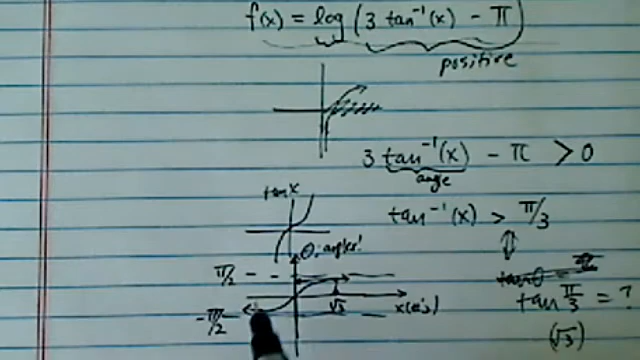 f(x) = log (3 tan⁻¹(x) - π)
positive
3 tan⁻¹(x) - π > 0
angle
tan x
tan⁻¹(x) > π/3
θ, angles!
π/2
-π/2
√3
tan π/3 = ?
(√3)